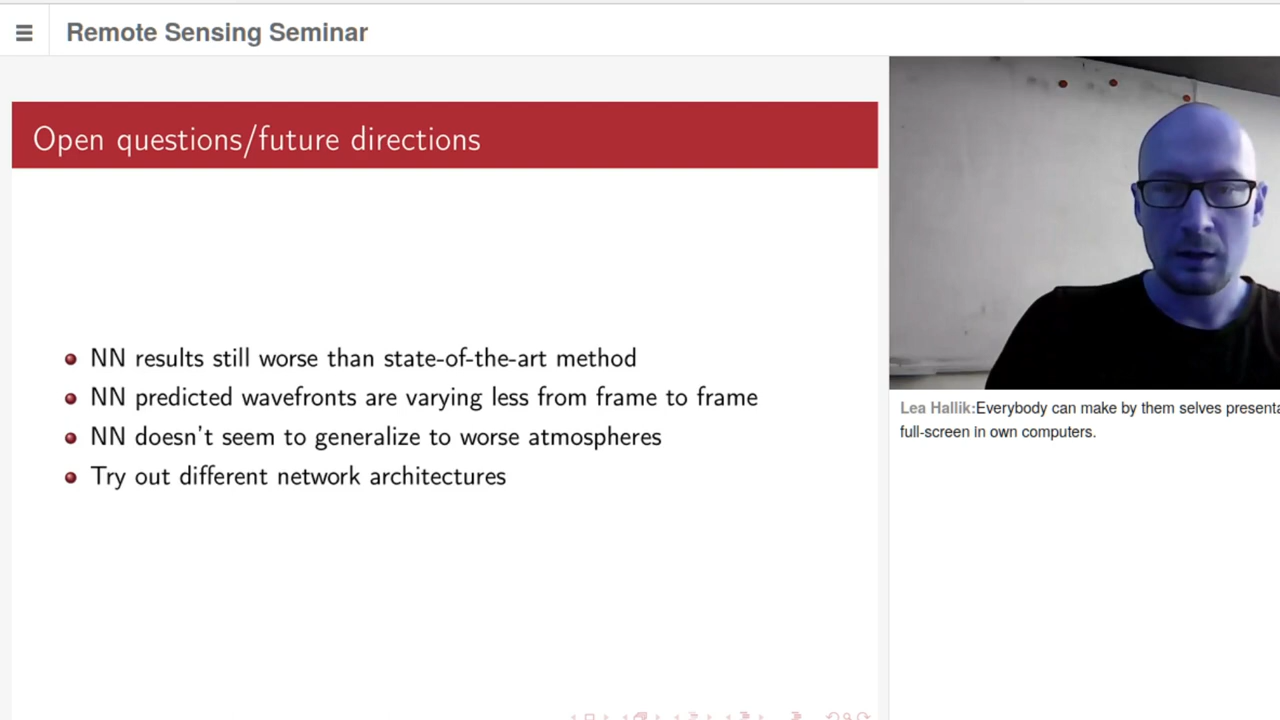 Remote Sensing Seminar
Open questions/future directions
NN results still worse than state-of-the-art method
NN predicted wavefronts are varying less from frame to frame
NN doesn't seem to generalize to worse atmospheres
Try out different network architectures
Lea Hallik:Everybody can make by them selves presenta
full-screen in own computers.